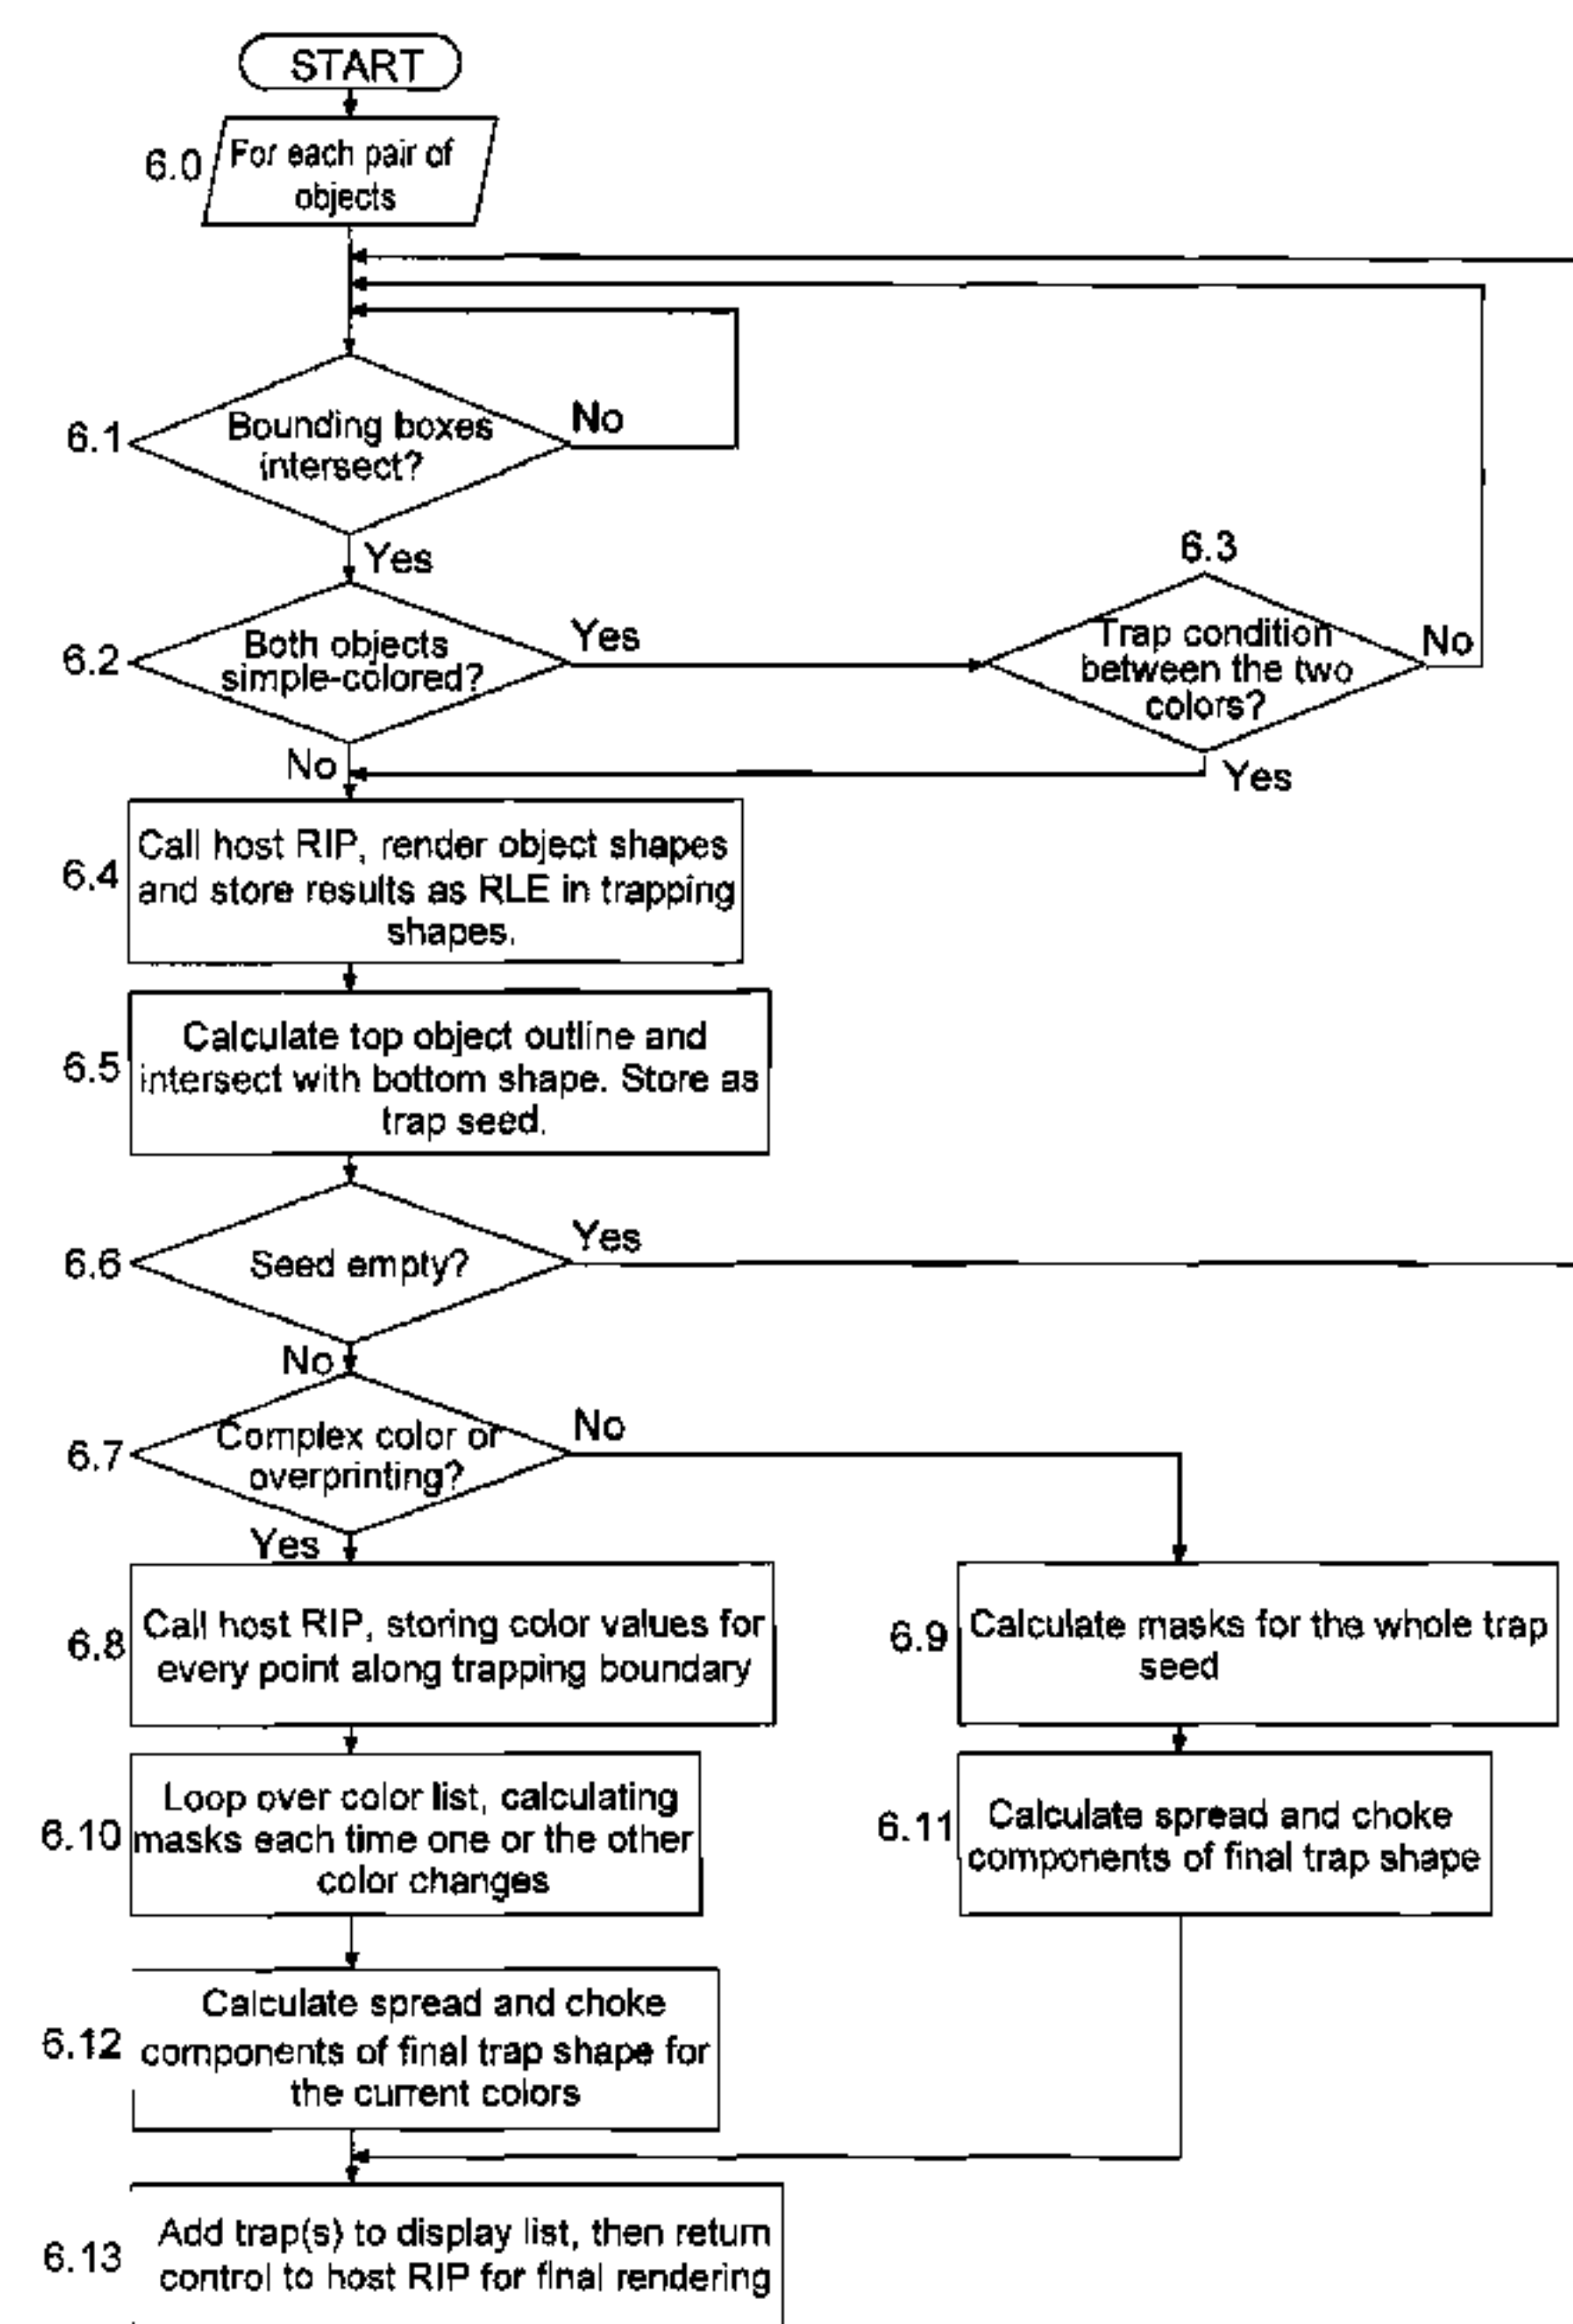 START
6.0
For each pair of
objects
6.1
Bounding boxes
intersect?
No
Yes
6.2
Both objects
simple-colored?
Yes
6.3
Trap condition
between the two
colors?
No
No
Yes
6.4
Call host RIP, render object shapes
and store results as RLE in trapping
shapes.
6.5
Calculate top object outline and
intersect with bottom shape. Store as
trap seed.
6.6
Seed empty?
Yes
No
6.7
Complex color or
overprinting?
No
Yes
6.8
Call host RIP, storing color values for
every point along trapping boundary
6.9
Calculate masks for the whole trap
seed
6.10
Loop over color list, calculating
masks each time one or the other
color changes
6.11
Calculate spread and choke
components of final trap shape
6.12
Calculate spread and choke
components of final trap shape for
the current colors
6.13
Add trap(s) to display list, then return
control to host RIP for final rendering